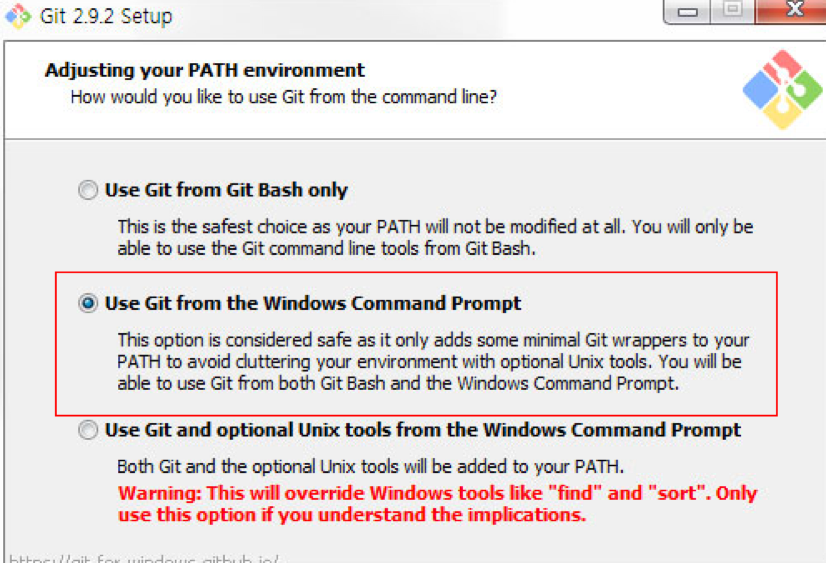 Git 2.9.2 Setup
Adjusting your PATH environment
How would you like to use Git from the command line?
Use Git from Git Bash only
This is the safest choice as your PATH will not be modified at all. You will only be
able to use the Git command line tools from Git Bash.
Use Git from the Windows Command Prompt
This option is considered safe as it only adds some minimal Git wrappers to your
PATH to avoid cluttering your environment with optional Unix tools. You will be
able to use Git from both Git Bash and the Windows Command Prompt.
Use Git and optional Unix tools from the Windows Command Prompt
Both Git and the optional Unix tools will be added to your PATH.
Warning: This will override Windows tools like "find" and "sort". Only
use this option if you understand the implications.
https://git-for-windows.github.io/